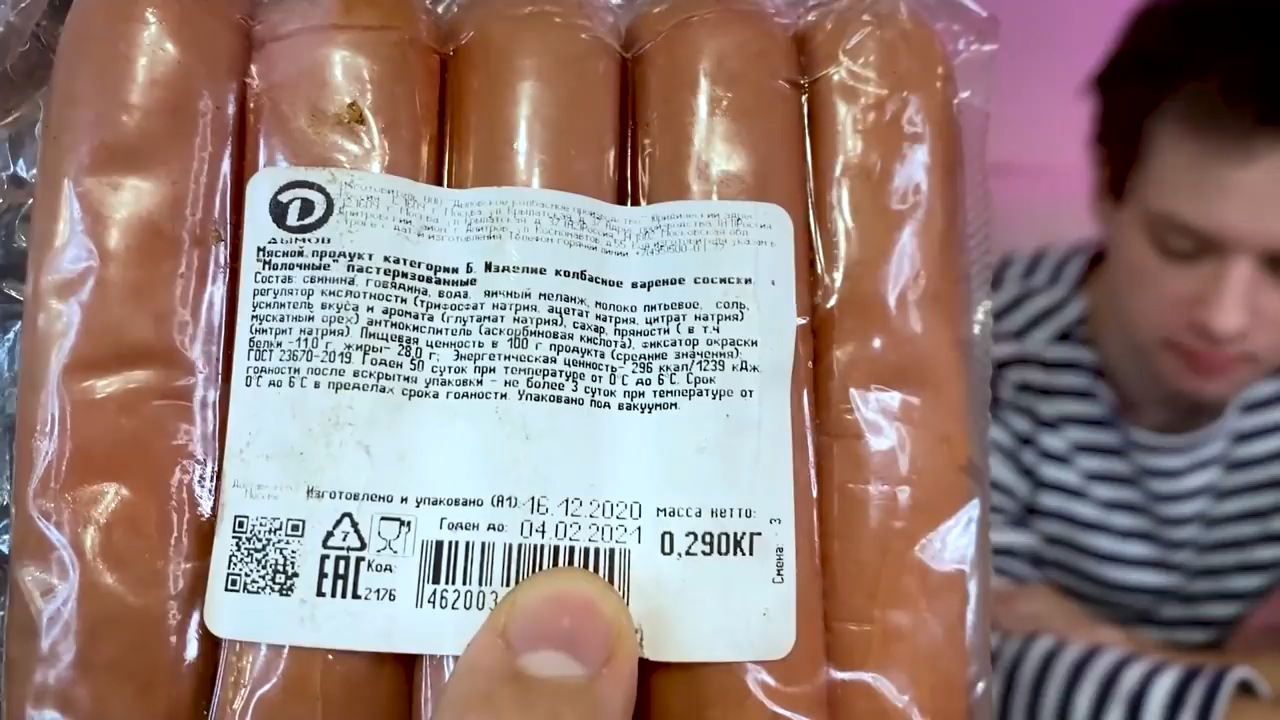 ДЫМОВ
Мясной продукт категории Б. Изделие колбасное вареное сосиски
"Молочные" пастеризованные
Состав: свинина, говядина, вода, яичный меланж, молоко питьевое, соль,
регулятор кислотности (трифосфат натрия, ацетат натрия, цитрат натрия)
усилитель вкуса и аромата (глутамат натрия), сахар, пряности ( в т.ч
мускатный орех) антиокислитель (аскорбиновая кислота), фиксатор окраски
(нитрит натрия) Пищевая ценность в 100 г продукта (средние значения):
белки -11,0 г, жиры- 28,0 г; Энергетическая ценность- 296 ккал/1239 кДж.
ГОСТ 23670-2019 Годен 50 суток при температуре от 0°С до 6°С. Срок
годности после вскрытия упаковки - не более 3 суток при температуре от
0°С до 6°С в пределах срока годности. Упаковано под вакуумом.
Изготовлено и упаковано (А1): 16.12.2020
Годен до: 04.02.2021
масса нетто:
0,290КГ
Смена: 3
7
EAC
Код:
2176
462003